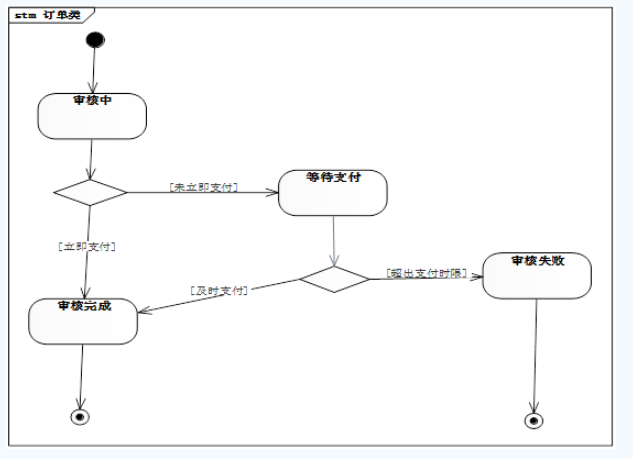 stm 订单类
审核中
[未立即支付]
等待支付
[立即支付]
审核失败
[超出支付时限]
[及时支付]
审核完成